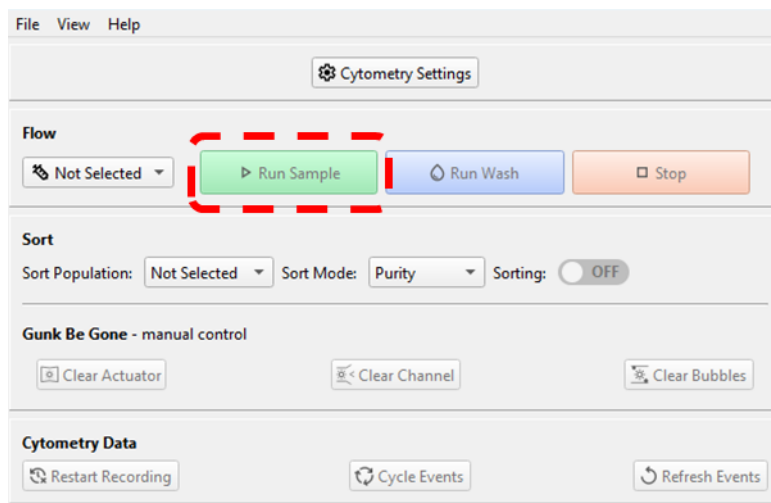 File View Help
Cytometry Settings
Flow
Not Selected Run Sample Run Wash Stop
Sort
Sort Population: Not Selected Sort Mode: Purity Sorting: OFF
Gunk Be Gone - manual control
Clear Actuator Clear Channel Clear Bubbles
Cytometry Data
Restart Recording Cycle Events Refresh Events